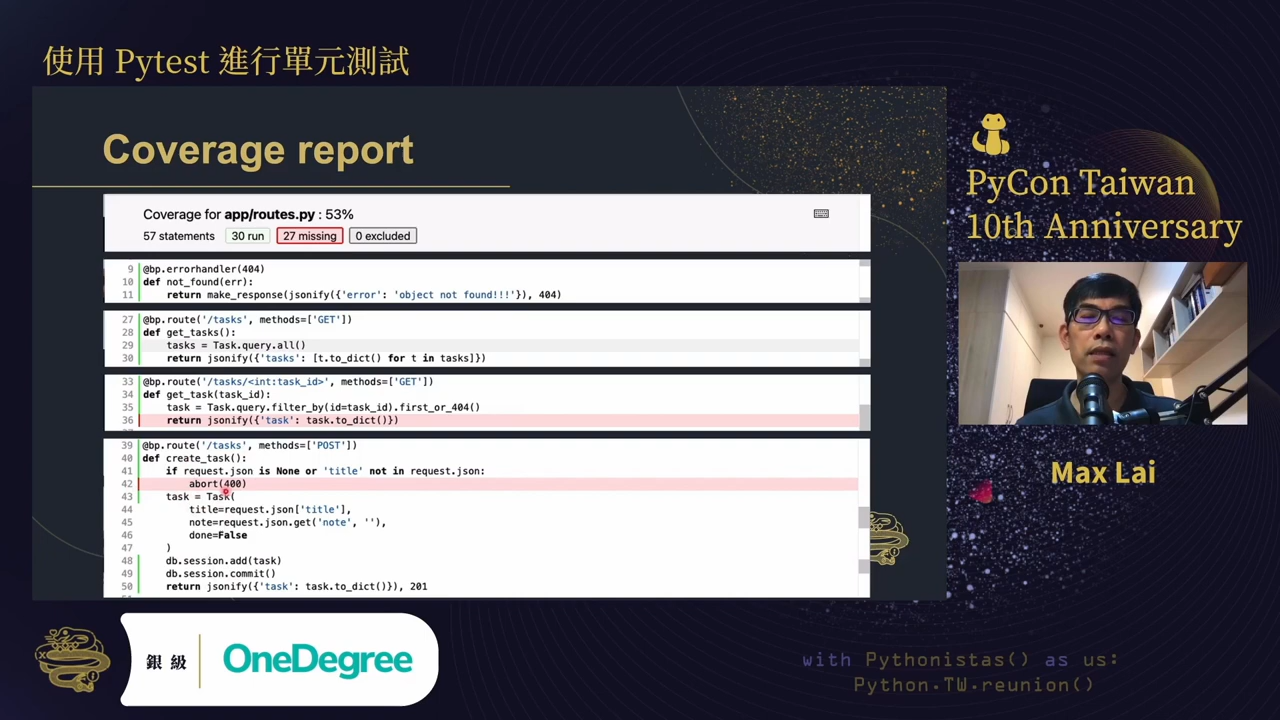 使用 Pytest 進行單元測試
Coverage report
Coverage for app/routes.py : 53%
57 statements 30 run 27 missing 0 excluded
9 @bp.errorhandler(404)
10 def not_found(err):
11 return make_response(jsonify({'error': 'object not found!!!'}), 404)
27 @bp.route('/tasks', methods=['GET'])
28 def get_tasks():
29 tasks = Task.query.all()
30 return jsonify({'tasks': [t.to_dict() for t in tasks]})
33 @bp.route('/tasks/<int:task_id>', methods=['GET'])
34 def get_task(task_id):
35 task = Task.query.filter_by(id=task_id).first_or_404()
36 return jsonify({'task': task.to_dict()})
39 @bp.route('/tasks', methods=['POST'])
40 def create_task():
41 if request.json is None or 'title' not in request.json:
42 abort(400)
43 task = Task(
44 title=request.json['title'],
45 note=request.json.get('note', ''),
46 done=False
47 )
48 db.session.add(task)
49 db.session.commit()
50 return jsonify({'task': task.to_dict()}), 201
PyCon Taiwan
10th Anniversary
Max Lai
銀級 OneDegree
with Pythonistas() as us:
Python.TW.reunion()